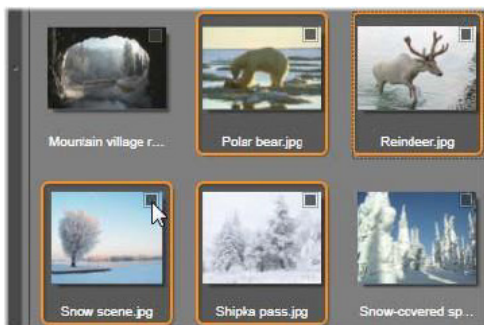 Mountain village r...
Polar bear.jpg
Reindeer.jpg
Snow scene.jpg
Shipka pass.jpg
Snow-covered sp...